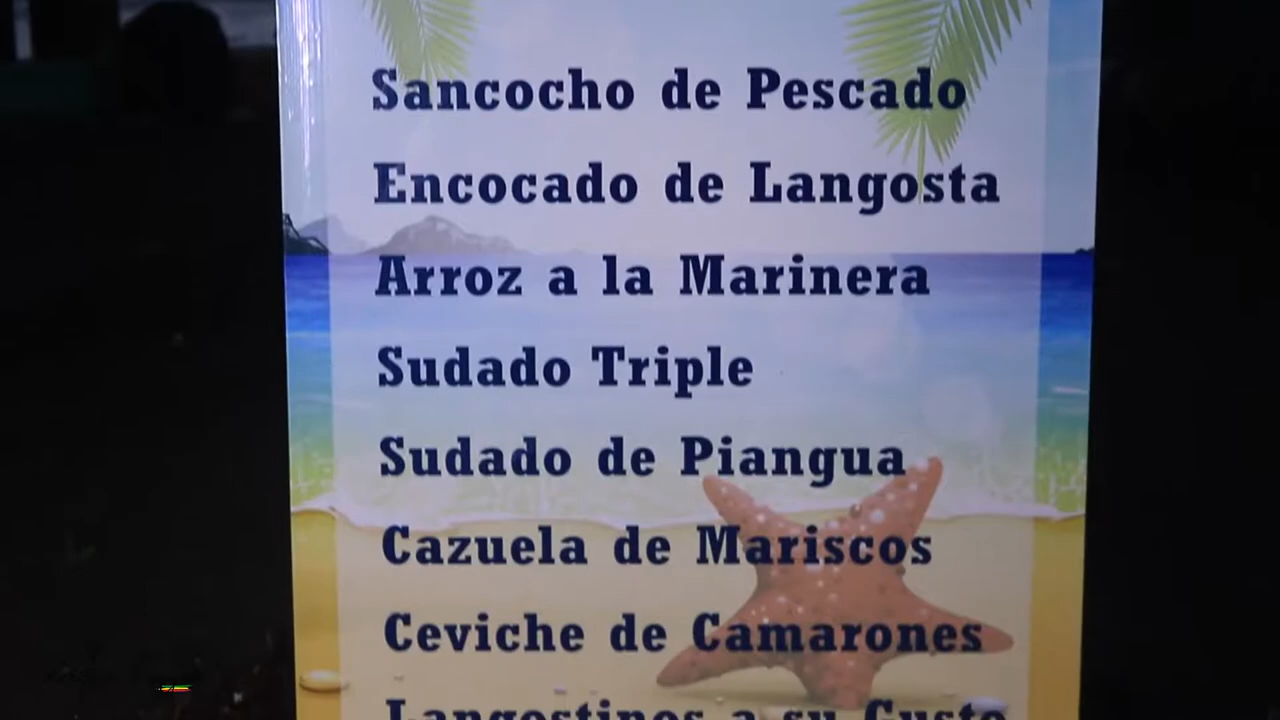 Sancocho de Pescado
Encocado de Langosta
Arroz a la Marinera
Sudado Triple
Sudado de Piangua
Cazuela de Mariscos
Ceviche de Camarones
Langostinos a su Gusto